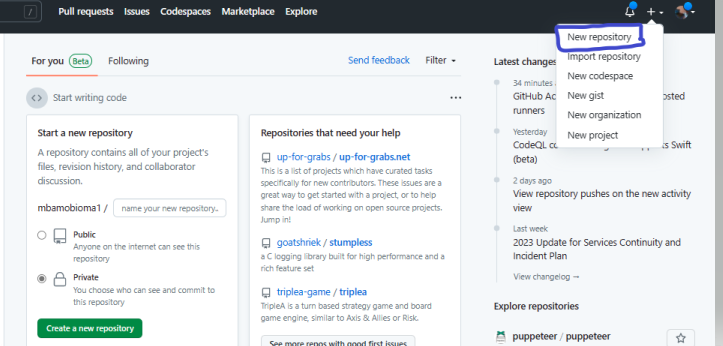 /
Pull requests Issues Codespaces Marketplace Explore
New repository
Import repository
New codespace
New gist
New organization
New project
For you Beta Following Send feedback Filter
Start writing code ...
Start a new repository
A repository contains all of your project's
files, revision history, and collaborator
discussion.
mbamobioma1 / name your new repository..
Public
Anyone on the internet can see this
repository
Private
You choose who can see and commit to
this repository
Create a new repository
Repositories that need your help
up-for-grabs / up-for-grabs.net
This is a list of projects which have curated tasks
specifically for new contributors. These issues are a
great way to get started with a project, or to help
share the load of working on open source projects.
Jump in!
goatshriek / stumpless
a C logging library built for high performance and a
rich feature set
triplea-game / triplea
TripleA is a turn based strategy game and board
game engine, similar to Axis & Allies or Risk.
See more repos with good first issues
Latest changes
34 minutes
GitHub Ac osted
runners
Yesterday
CodeQL co Swift
(beta)
2 days ago
View repository pushes on the new activity
view
Last week
2023 Update for Services Continuity and
Incident Plan
View changelog →
Explore repositories
puppeteer / puppeteer